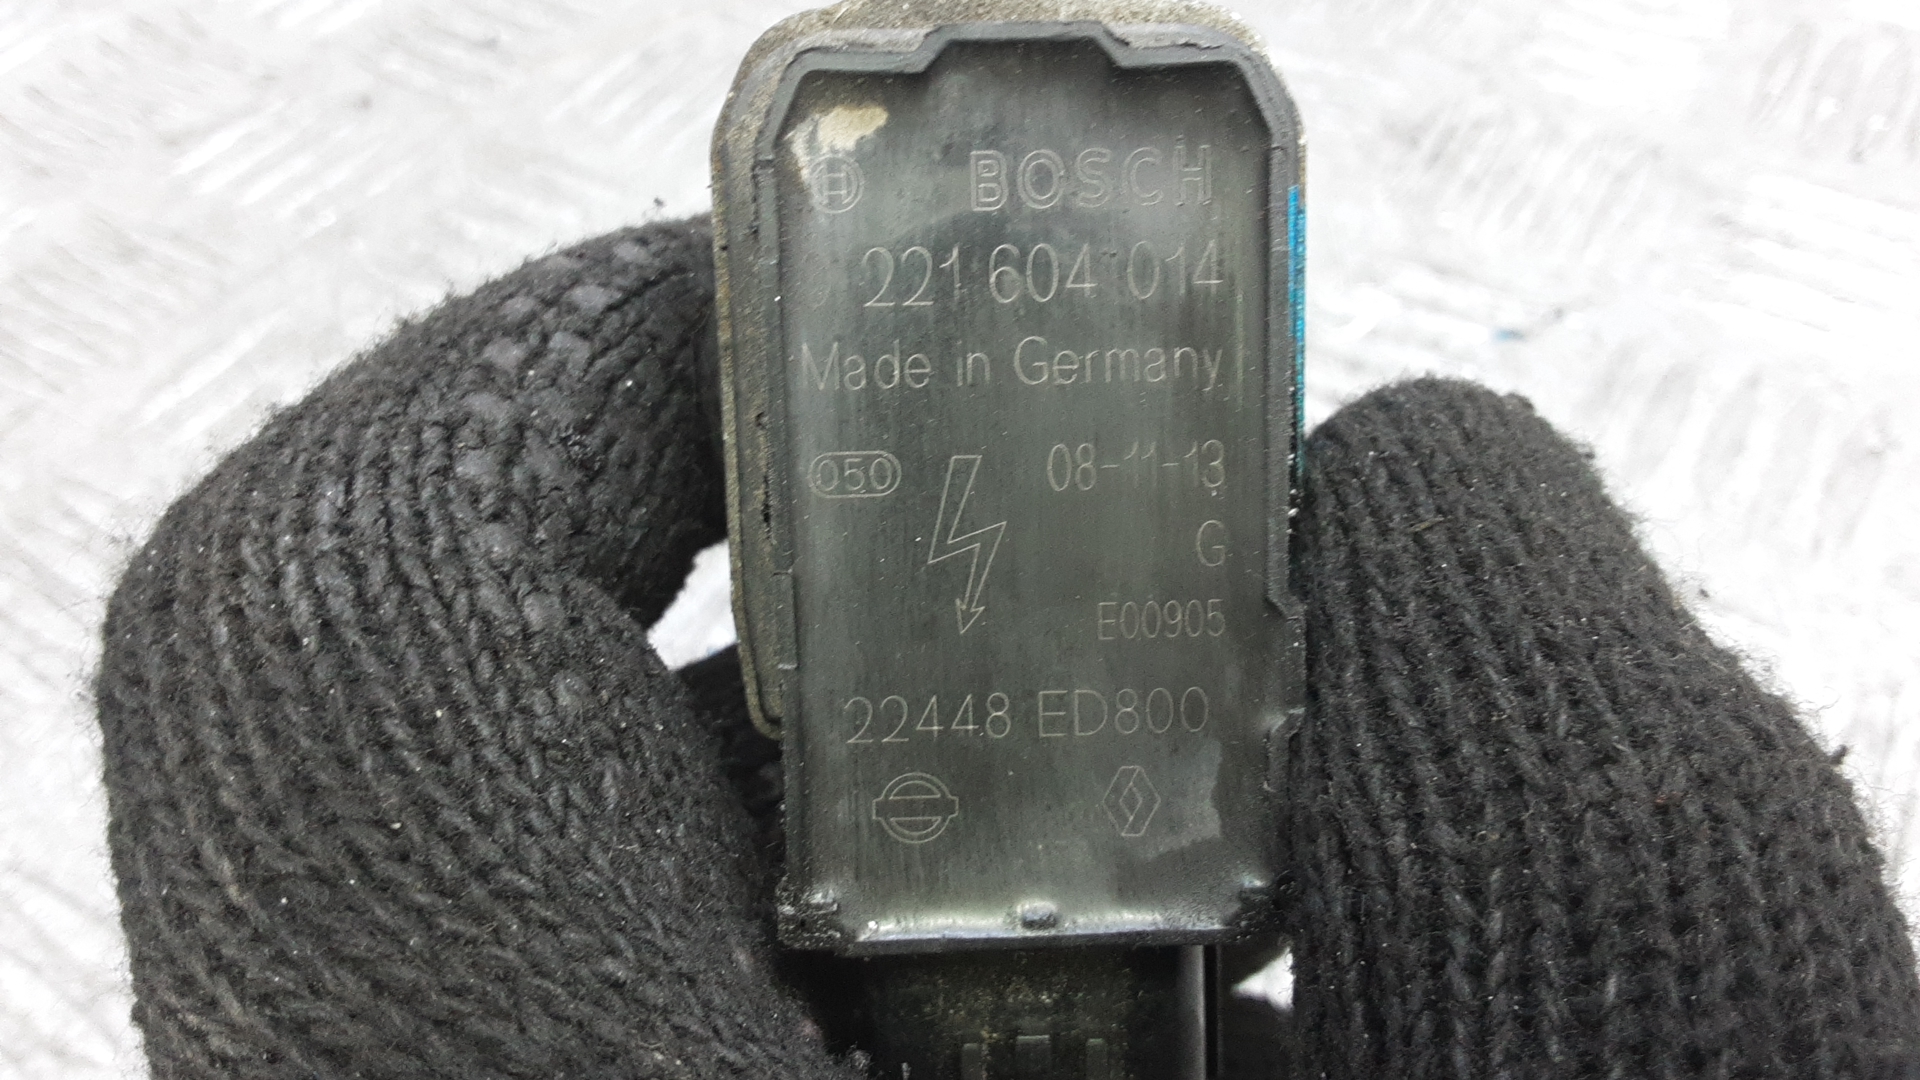 BOSCH
221 604 014
Made in Germany
050 08-11-13
G
E00905
22448 ED800